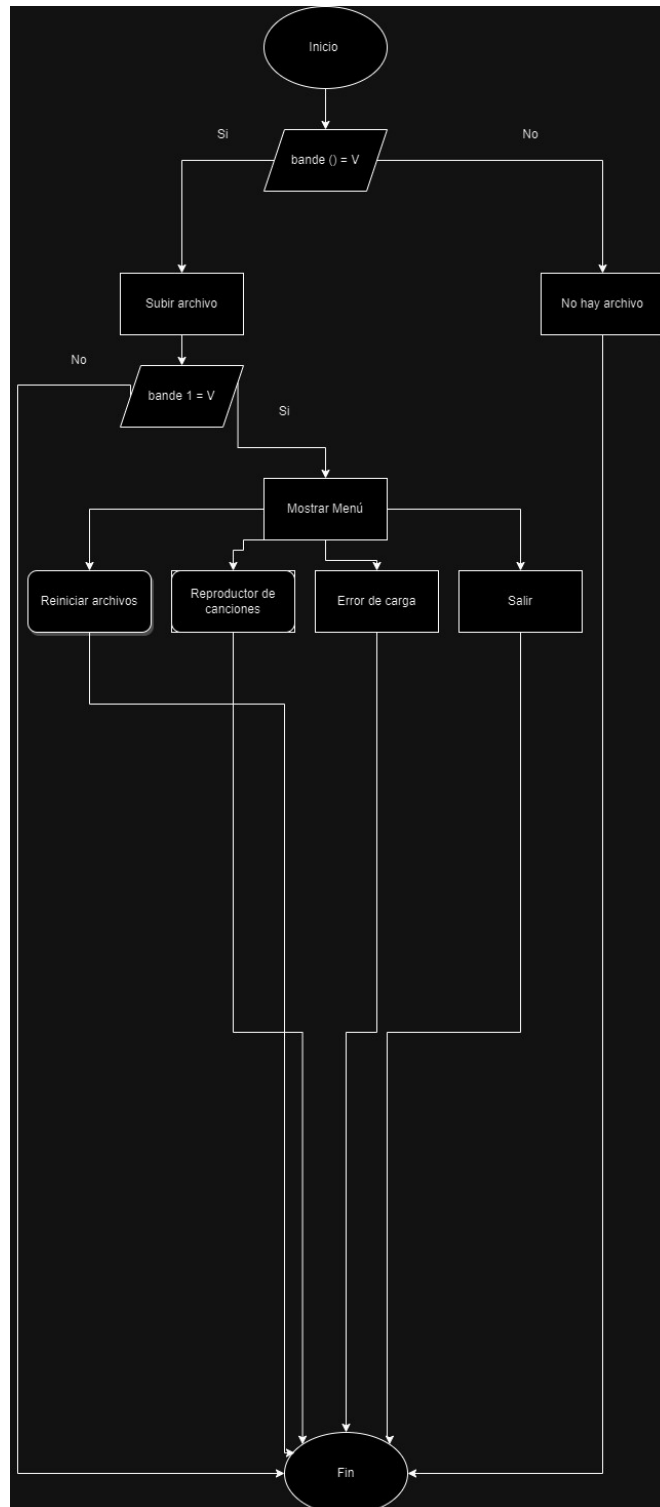 Inicio
Si
No
bande () = V
Subir archivo
No hay archivo
No
bande 1 = V
Si
Mostrar Menú
Reiniciar archivos
Reproductor de
canciones
Error de carga
Salir
Fin